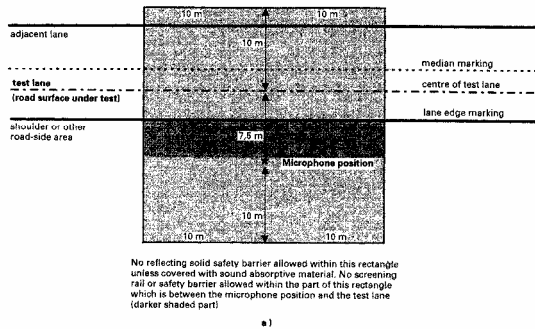 10 m 10 m
adjacent lane
10 m
median marking
test lane
centre of test lane
(road surface under test)
lane edge marking
shoulder or other
road-side area
7,5 m
Microphone position
10 m
10 m 10 m
No reflecting solid safety barrier allowed within this rectangle
unless covered with sound absorptive material. No screening
rail or safety barrier allowed within the part of this rectangle
which is between the microphone position and the test lane
(darker shaded part)
a)